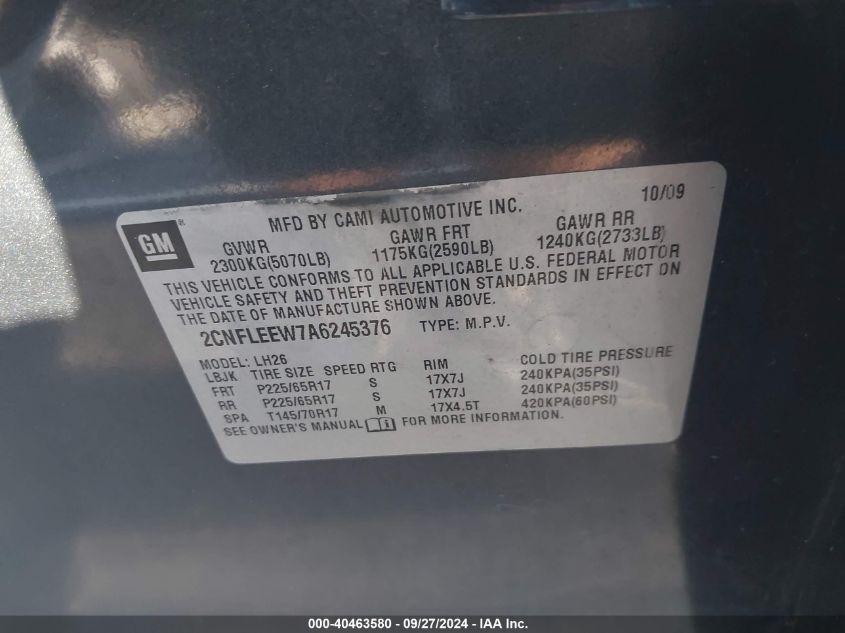 10/09
GM
MFD BY CAMI AUTOMOTIVE INC.
GVWR GAWR FRT GAWR RR
2300KG(5070LB) 1175KG(2590LB) 1240KG(2733LB)
THIS VEHICLE CONFORMS TO ALL APPLICABLE U.S. FEDERAL MOTOR
VEHICLE SAFETY AND THEFT PREVENTION STANDARDS IN EFFECT ON
THE DATE OF MANUFACTURE SHOWN ABOVE.
2CNFLEEW7A6245376 TYPE: M.P.V.
MODEL: LH26
LBJK TIRE SIZE SPEED RTG RIM COLD TIRE PRESSURE
FRT P225/65R17 S 17X7J 240KPA(35PSI)
RR P225/65R17 S 17X7J 240KPA(35PSI)
SPA T145/70R17 M 17X4.5T 420KPA(60PSI)
SEE OWNER'S MANUAL FOR MORE INFORMATION.
000-40463580 - 09/27/2024 - IAA Inc.